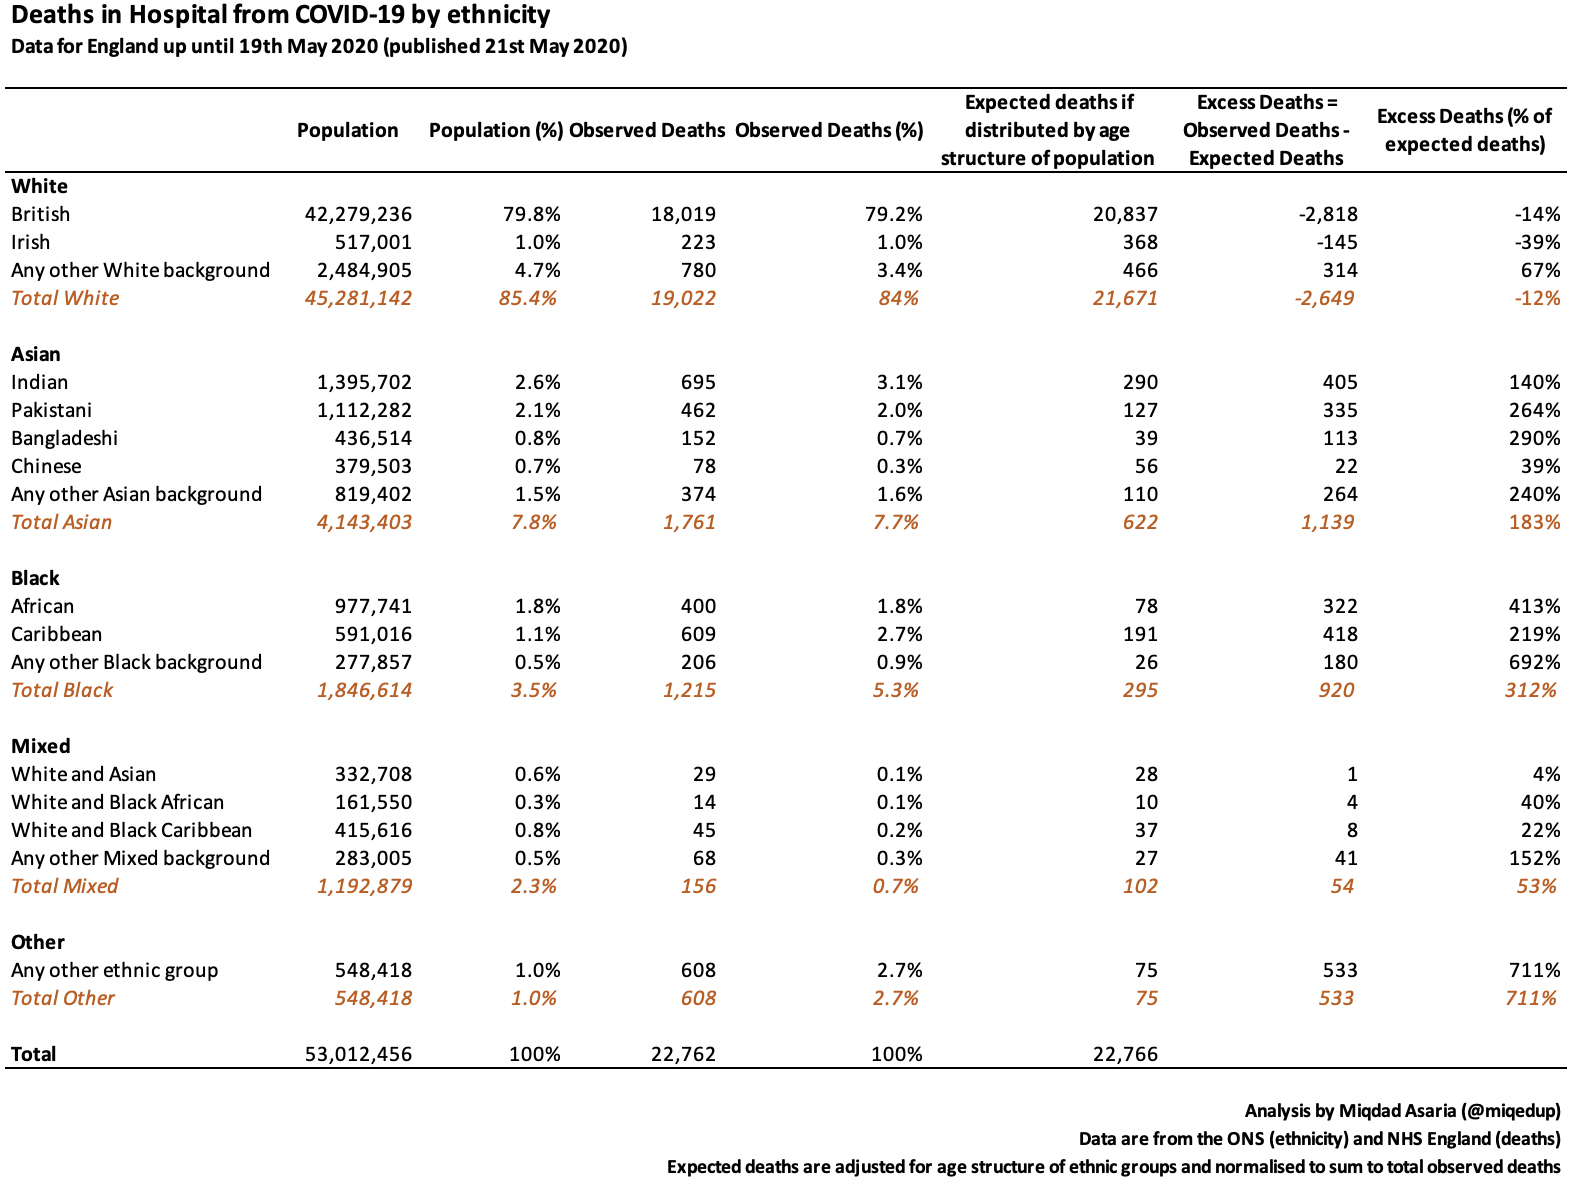 Deaths in Hospital from COVID-19 by ethnicity
Data for England up until 19th May 2020 (published 21st May 2020)
Population Population (%) Observed Deaths Observed Deaths (%) Expected deaths if distributed by age structure of population Excess Deaths = Observed Deaths - Expected Deaths Excess Deaths (% of expected deaths)
White
British 42,279,236 79.8% 18,019 79.2% 20,837 -2,818 -14%
Irish 517,001 1.0% 223 1.0% 368 -145 -39%
Any other White background 2,484,905 4.7% 780 3.4% 466 314 67%
Total White 45,281,142 85.4% 19,022 84% 21,671 -2,649 -12%
Asian
Indian 1,395,702 2.6% 695 3.1% 290 405 140%
Pakistani 1,112,282 2.1% 462 2.0% 127 335 264%
Bangladeshi 436,514 0.8% 152 0.7% 39 113 290%
Chinese 379,503 0.7% 78 0.3% 56 22 39%
Any other Asian background 819,402 1.5% 374 1.6% 110 264 240%
Total Asian 4,143,403 7.8% 1,761 7.7% 622 1,139 183%
Black
African 977,741 1.8% 400 1.8% 78 322 413%
Caribbean 591,016 1.1% 609 2.7% 191 418 219%
Any other Black background 277,857 0.5% 206 0.9% 26 180 692%
Total Black 1,846,614 3.5% 1,215 5.3% 295 920 312%
Mixed
White and Asian 332,708 0.6% 29 0.1% 28 1 4%
White and Black African 161,550 0.3% 14 0.1% 10 4 40%
White and Black Caribbean 415,616 0.8% 45 0.2% 37 8 22%
Any other Mixed background 283,005 0.5% 68 0.3% 27 41 152%
Total Mixed 1,192,879 2.3% 156 0.7% 102 54 53%
Other
Any other ethnic group 548,418 1.0% 608 2.7% 75 533 711%
Total Other 548,418 1.0% 608 2.7% 75 533 711%
Total 53,012,456 100% 22,762 100% 22,766
Analysis by Miqdad Asaria (@miqedup)
Data are from the ONS (ethnicity) and NHS England (deaths)
Expected deaths are adjusted for age structure of ethnic groups and normalised to sum to total observed deaths